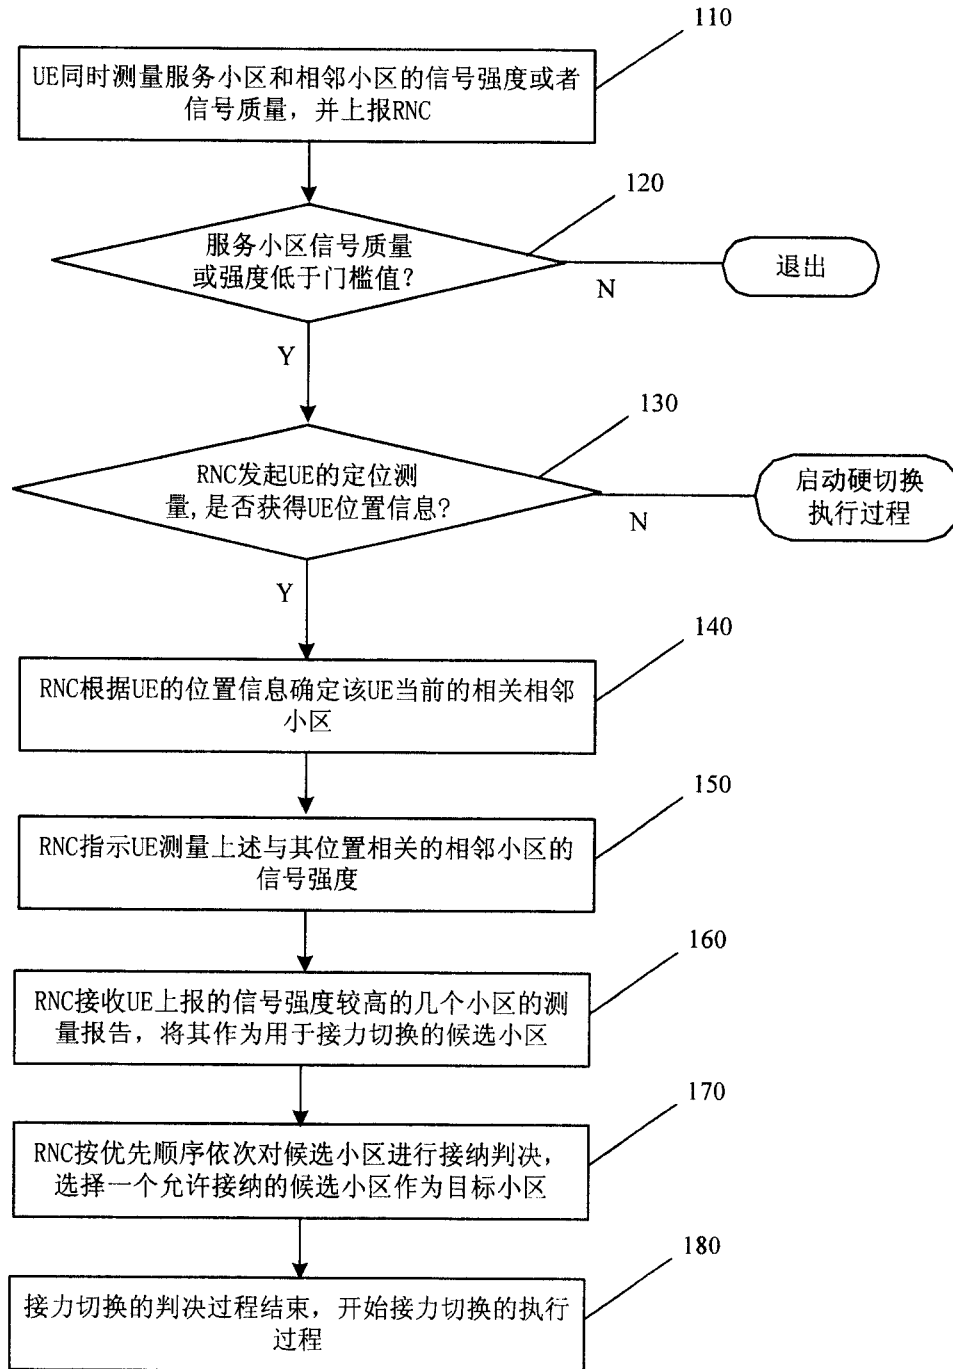 110
UE同时测量服务小区和相邻小区的信号强度或者
信号质量，并上报RNC
120
服务小区信号质量
或强度低于门槛值？
N
退出
Y
130
RNC发起UE的定位测
量,是否获得UE位置信息?
N
启动硬切换
执行过程
Y
140
RNC根据UE的位置信息确定该UE当前的相关相邻
小区
150
RNC指示UE测量上述与其位置相关的相邻小区的
信号强度
160
RNC接收UE上报的信号强度较高的几个小区的测
量报告，将其作为用于接力切换的候选小区
170
RNC按优先顺序依次对候选小区进行接纳判决，
选择一个允许接纳的候选小区作为目标小区
180
接力切换的判决过程结束，开始接力切换的执行
过程